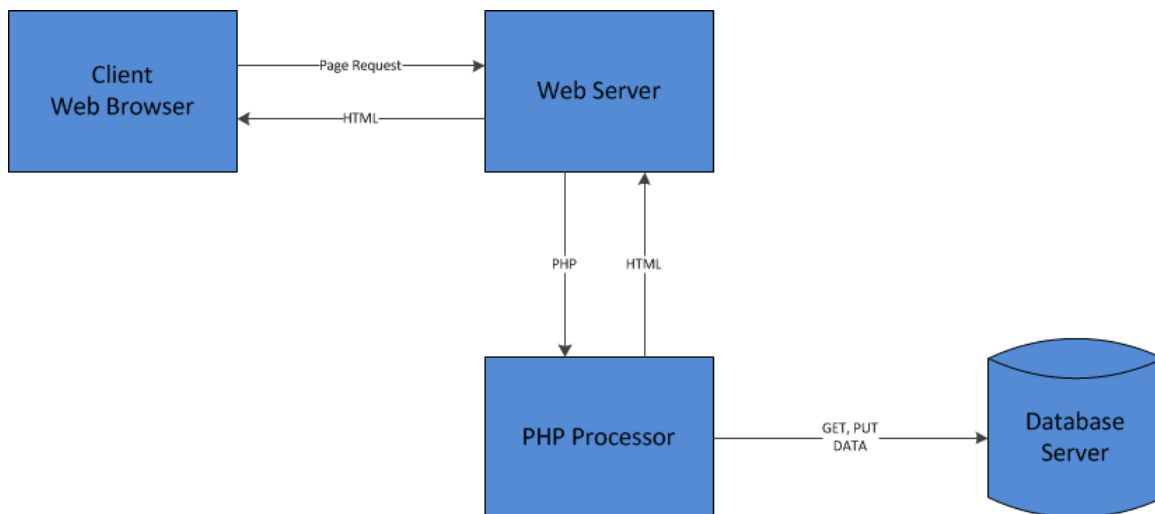 Client
Web Browser
Page Request
HTML
Web Server
PHP
HTML
PHP Processor
GET, PUT
DATA
Database
Server